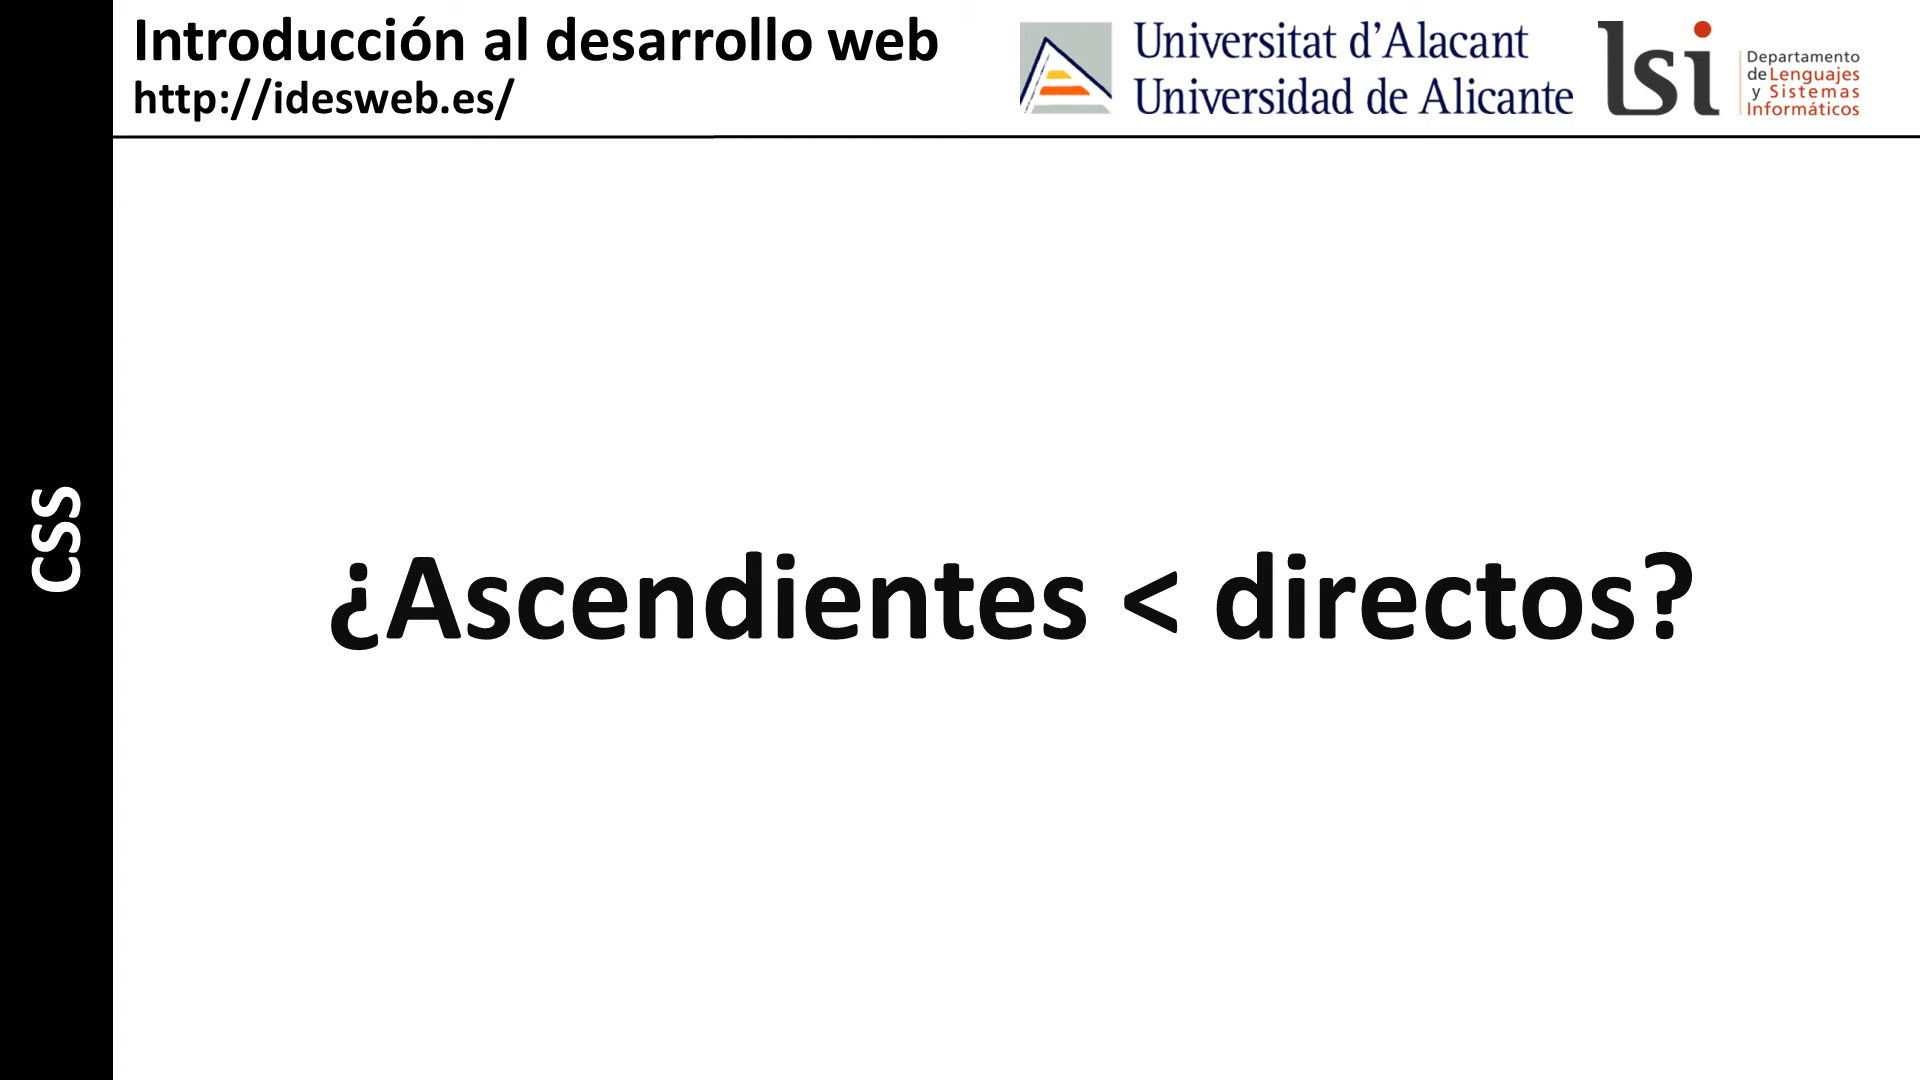 Introducción al desarrollo web
http://idesweb.es/
Universitat d’Alacant
Universidad de Alicante
lsi
Departamento
de Lenguajes
y Sistemas
Informáticos
CSS
¿Ascendientes < directos?